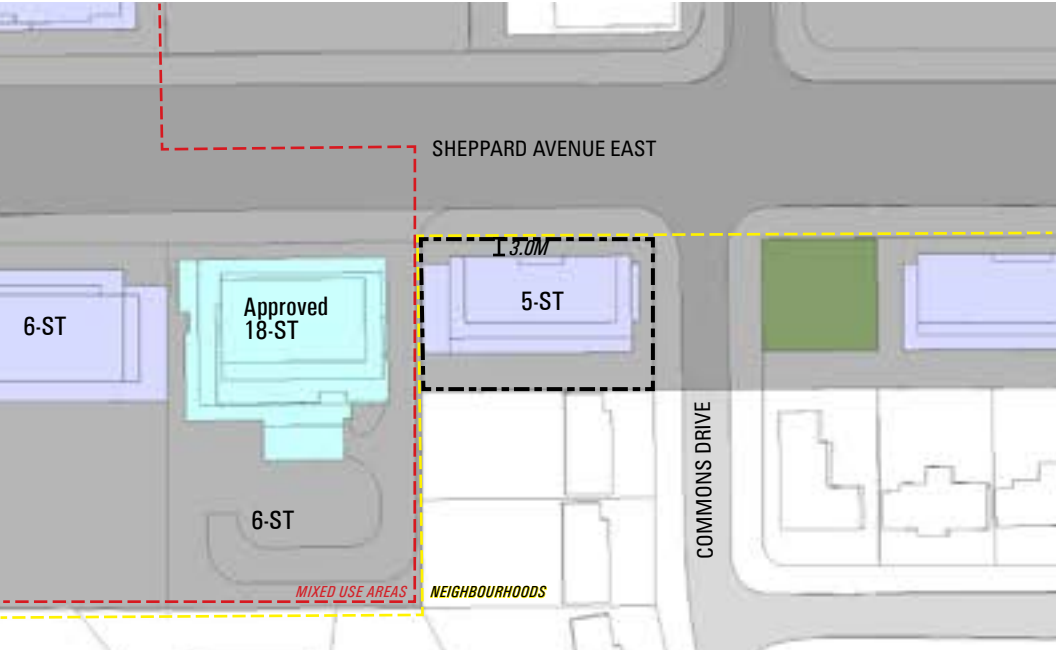 SHEPPARD AVENUE EAST
3.0M
6-ST
Approved
18-ST
5-ST
6-ST
COMMONS DRIVE
MIXED USE AREAS
NEIGHBOURHOODS